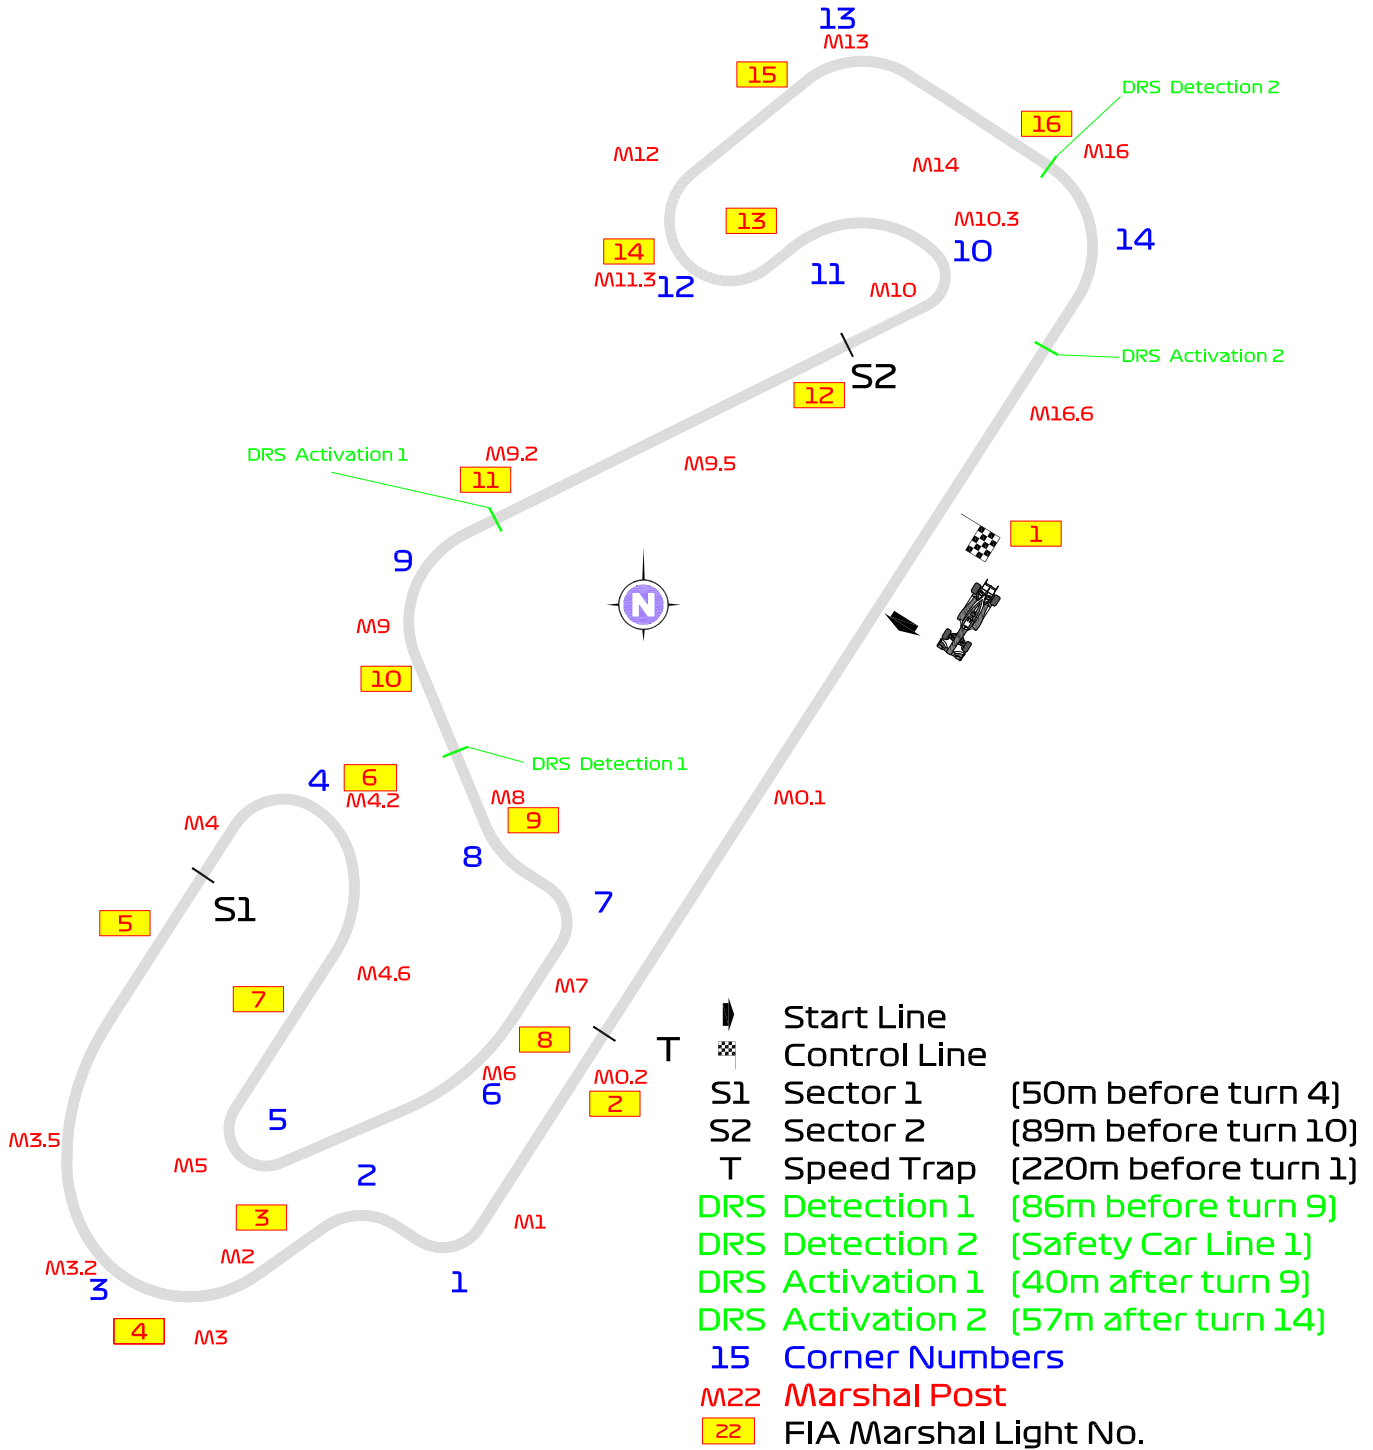 13
M13
15
DRS Detection 2
16
M16
M12
M14
13
M10.3
14
14
10
M11.3
12
11
M10
S2
DRS Activation 2
12
M16.6
DRS Activation 1
M9.2
11
M9.5
1
9
N
M9
10
DRS Detection 1
4
6
M4.2
M8
M0.1
9
M4
8
7
5
S1
M4.6
7
M7
8
T
M6
6
M0.2
2
5
M3.5
M5
2
3
M1
M2
M3.2
3
1
4
M3
Start Line
Control Line
S1 Sector 1 (50m before turn 4)
S2 Sector 2 (89m before turn 10)
T Speed Trap (220m before turn 1)
DRS Detection 1 (86m before turn 9)
DRS Detection 2 (Safety Car Line 1)
DRS Activation 1 (40m after turn 9)
DRS Activation 2 (57m after turn 14)
15 Corner Numbers
M22 Marshal Post
22 FIA Marshal Light No.